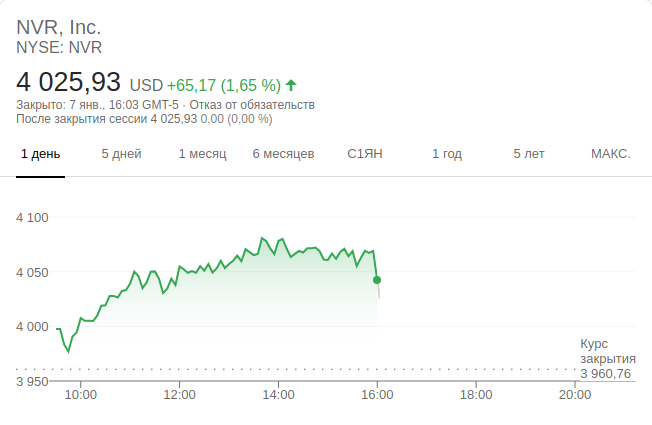 NVR, Inc.
NYSE: NVR
4 025,93 USD +65,17 (1,65 %)
Закрыто: 7 янв., 16:03 GMT-5 · Отказ от обязательств
После закрытия сессии 4 025,93 0,00 (0,00 %)
1 день 5 дней 1 месяц 6 месяцев С1ЯН 1 год 5 лет МАКС.
4 100
4 050
4 000
Курс
закрытия
3 960,76
3 950
10:00 12:00 14:00 16:00 18:00 20:00